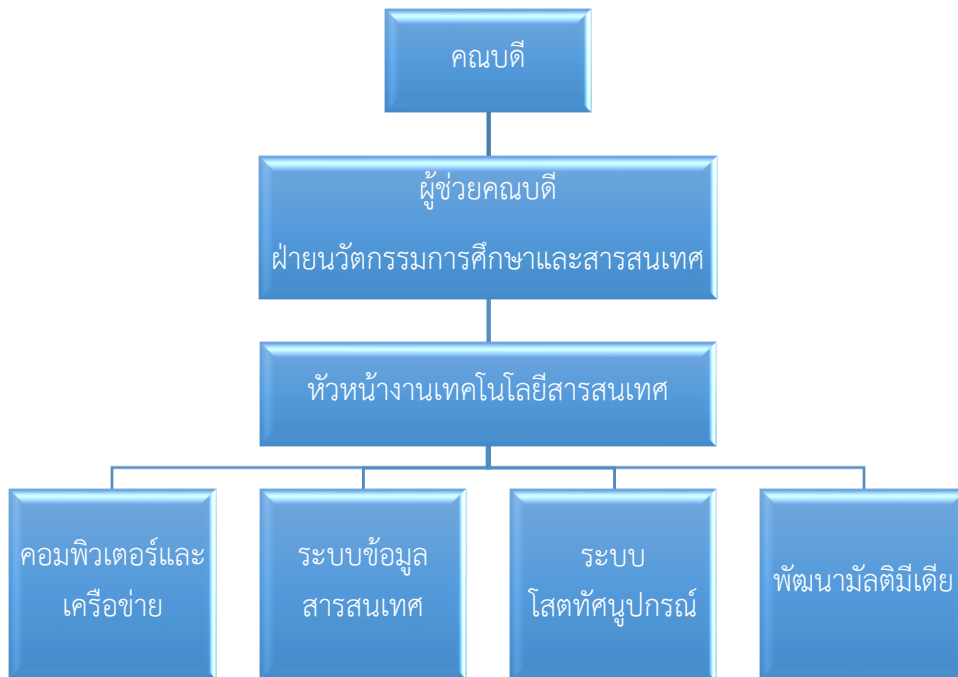 คณบดี
ผู้ช่วยคณบดี
ฝ่ายนวัตกรรมการศึกษาและสารสนเทศ
หัวหน้างานเทคโนโลยีสารสนเทศ
คอมพิวเตอร์และ
เครือข่าย
ระบบข้อมูล
สารสนเทศ
ระบบ
โสตทัศนูปกรณ์
พัฒนามัลติมีเดีย